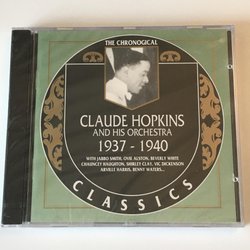 THE CHRONOGICAL
CLAUDE HOPKINS
AND HIS ORCHESTRA
1937 - 1940
WITH JABBO SMITH, OVIE ALSTON, BEVERLY WHITE
CHAUNCEY HAUGHTON, SHIRLEY CLAY, VIC DICKENSON
ARVILLE HARRIS, BENNY WATERS...
CLASSICS